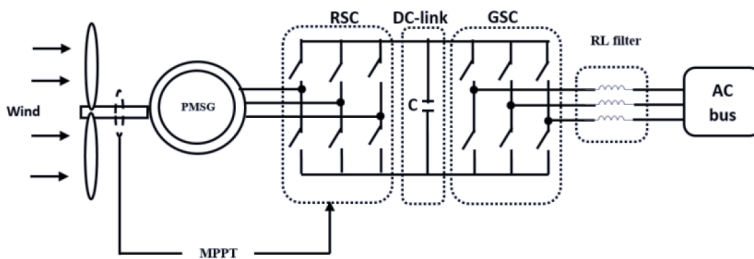 RSC
DC-link
GSC
RL filter
Wind
PMSG
C
AC
bus
MPPT